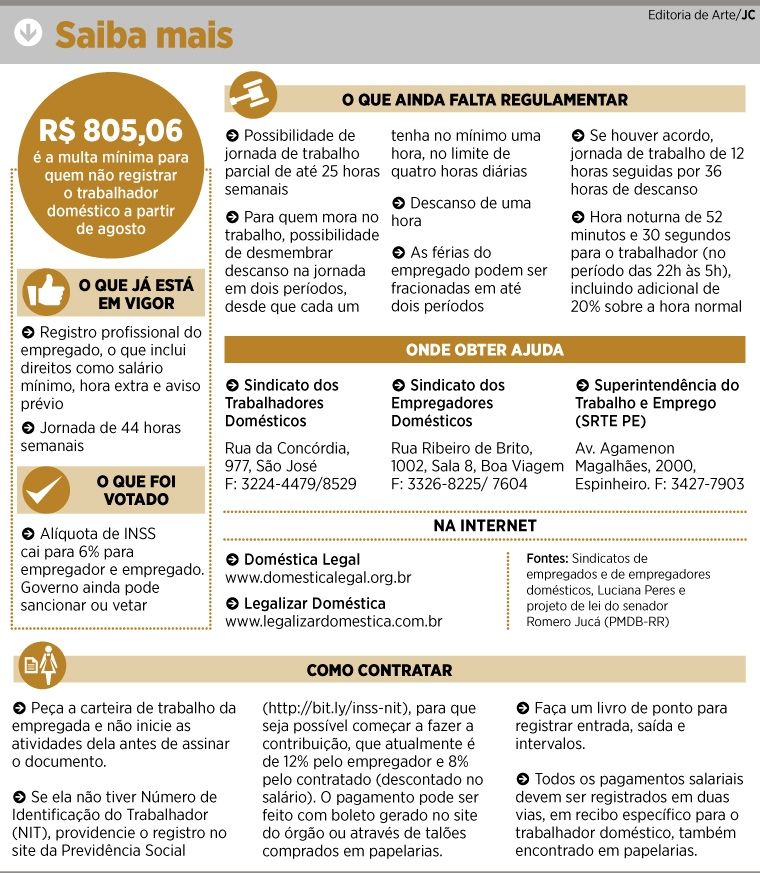 Editoria de Arte/JC
Saiba mais
R$ 805,06
é a multa mínima para
quem não registrar
o trabalhador
doméstico a partir
de agosto
O QUE JÁ ESTÁ
EM VIGOR
Registro profissional do
empregado, o que inclui
direitos como salário
mínimo, hora extra e aviso
prévio
Jornada de 44 horas
semanais
O QUE FOI
VOTADO
Alíquota de INSS
cai para 6% para
empregador e empregado.
Governo ainda pode
sancionar ou vetar
O QUE AINDA FALTA REGULAMENTAR
Possibilidade de
jornada de trabalho
parcial de até 25 horas
semanais
Para quem mora no
trabalho, possibilidade
de desmembrar
descanso na jornada
em dois períodos,
desde que cada um
tenha no mínimo uma
hora, no limite de
quatro horas diárias
Descanso de uma
hora
As férias do
empregado podem ser
fracionadas em até
dois períodos
Se houver acordo,
jornada de trabalho de 12
horas seguidas por 36
horas de descanso
Hora noturna de 52
minutos e 30 segundos
para o trabalhador (no
período das 22h às 5h),
incluindo adicional de
20% sobre a hora normal
ONDE OBTER AJUDA
Sindicato dos
Trabalhadores
Domésticos
Rua da Concórdia,
977, São José
F: 3224-4479/8529
Sindicato dos
Empregadores
Domésticos
Rua Ribeiro de Brito,
1002, Sala 8, Boa Viagem
F: 3326-8225/ 7604
Superintendência do
Trabalho e Emprego
(SRTE PE)
Av. Agamenon
Magalhães, 2000,
Espinheiro. F: 3427-7903
NA INTERNET
Doméstica Legal
www.domesticalegal.org.br
Legalizar Doméstica
www.legalizardomestica.com.br
Fontes: Sindicatos de
empregados e de empregadores
domésticos, Luciana Peres e
projeto de lei do senador
Romero Jucá (PMDB-RR)
COMO CONTRATAR
Peça a carteira de trabalho da
empregada e não inicie as
atividades dela antes de assinar
o documento.
Se ela não tiver Número de
Identificação do Trabalhador
(NIT), providencie o registro no
site da Previdência Social
(http://bit.ly/inss-nit), para que
seja possível começar a fazer a
contribuição, que atualmente é
de 12% pelo empregador e 8%
pelo contratado (descontado no
salário). O pagamento pode ser
feito com boleto gerado no site
do órgão ou através de talões
comprados em papelarias.
Faça um livro de ponto para
registrar entrada, saída e
intervalos.
Todos os pagamentos salariais
devem ser registrados em duas
vias, em recibo específico para o
trabalhador doméstico, também
encontrado em papelarias.